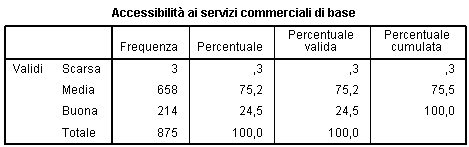 Accessibilità ai servizi commerciali di base
Frequenza Percentuale Percentuale valida Percentuale cumulata
Validi Scarsa 3 ,3 ,3 ,3
Media 658 75,2 75,2 75,5
Buona 214 24,5 24,5 100,0
Totale 875 100,0 100,0